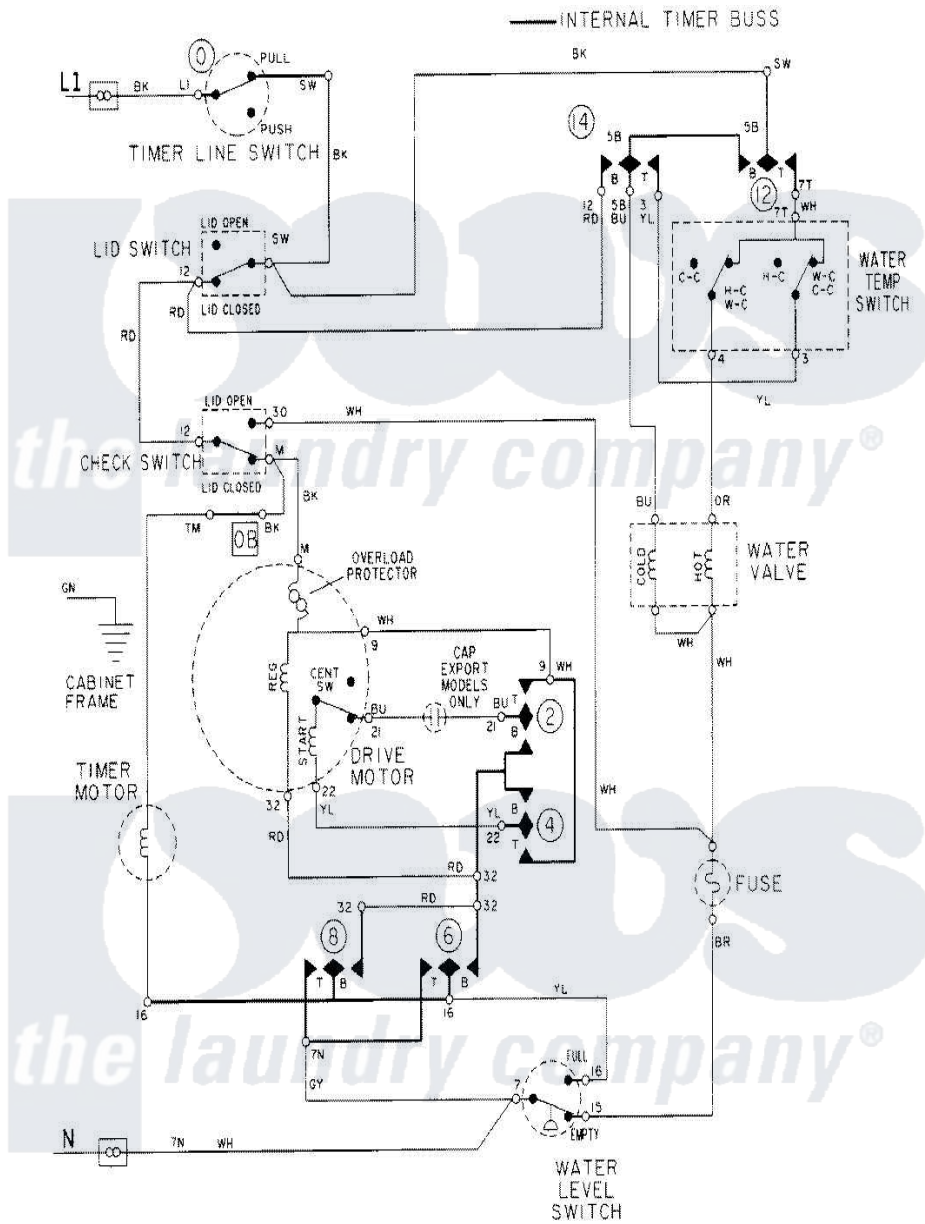 INTERNAL TIMER BUSS
BK
SW
L1
BK
L1
0
PULL
SW
PUSH
BK
TIMER LINE SWITCH
14
5B
B
T
B
T
12
12
RD
5B
BU
3
YL
7T
WH
7T
LID OPEN
LID SWITCH
SW
12
RD
LID CLOSED
RD
C-C
H-C
W-C
H-C
W-C
C-C
WATER
TEMP
SWITCH
4
3
YL
LID OPEN
30
WH
12
M
CHECK SWITCH
LID CLOSED
BK
TM
OB
BK
the laundry company®
BU
OR
COLD
HOT
WATER
VALVE
WH
WH
M
OVERLOAD
PROTECTOR
GN
CABINET
FRAME
WH
9
REG
CENT
SW
START
BU
21
CAP
EXPORT
MODELS
ONLY
BU
21
9
WH
T
B
2
DRIVE
MOTOR
32
22
YL
RD
YL
22
B
T
4
WH
TIMER
MOTOR
RD
32
32
RD
32
FUSE
BR
8
6
T
B
T
B
16
16
YL
7N
GY
the laundry company®
FULL
16
7
15
EMPTY
N
7N
WH
WATER
LEVEL
SWITCH